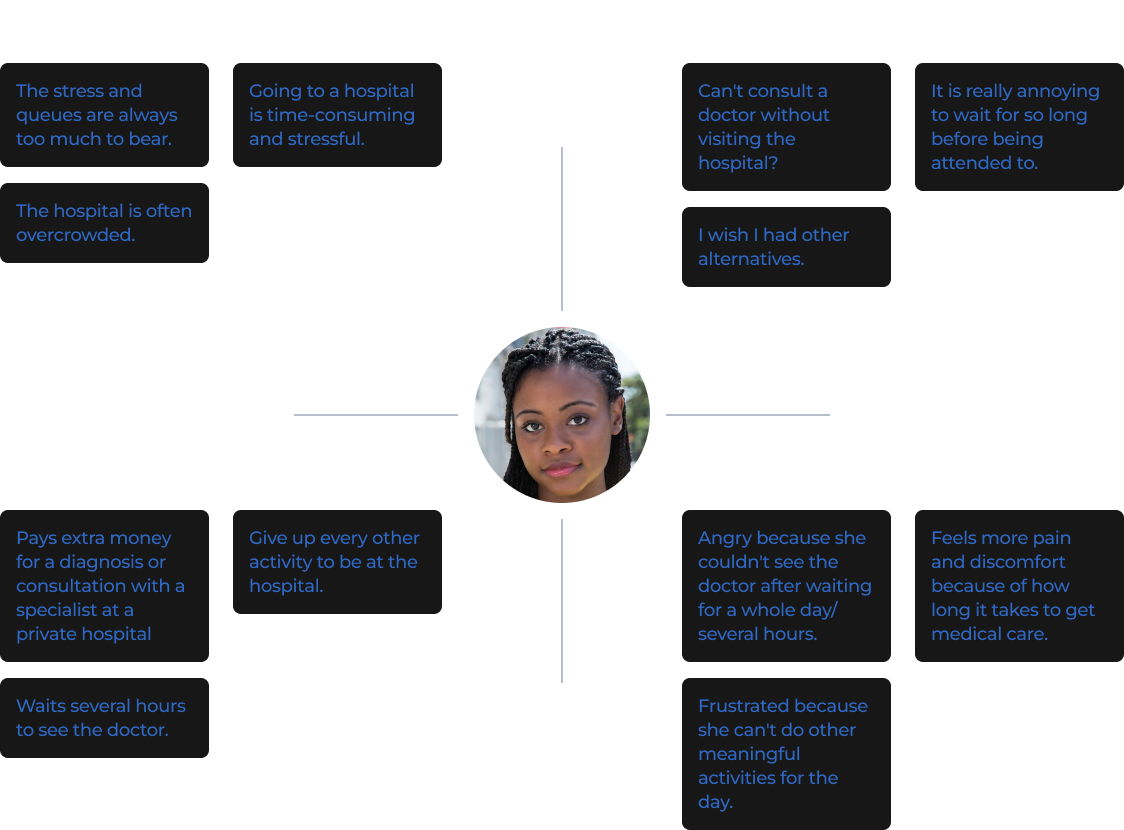 The stress and
queues are always
too much to bear.
Going to a hospital
is time-consuming
and stressful.
The hospital is often
overcrowded.
Can't consult a
doctor without
visiting the
hospital?
It is really annoying
to wait for so long
before being
attended to.
I wish I had other
alternatives.
Pays extra money
for a diagnosis or
consultation with a
specialist at a
private hospital
Give up every other
activity to be at the
hospital.
Waits several hours
to see the doctor.
Angry because she
couldn't see the
doctor after waiting
for a whole day/
several hours.
Feels more pain
and discomfort
because of how
long it takes to get
medical care.
Frustrated because
she can't do other
meaningful
activities for the
day.